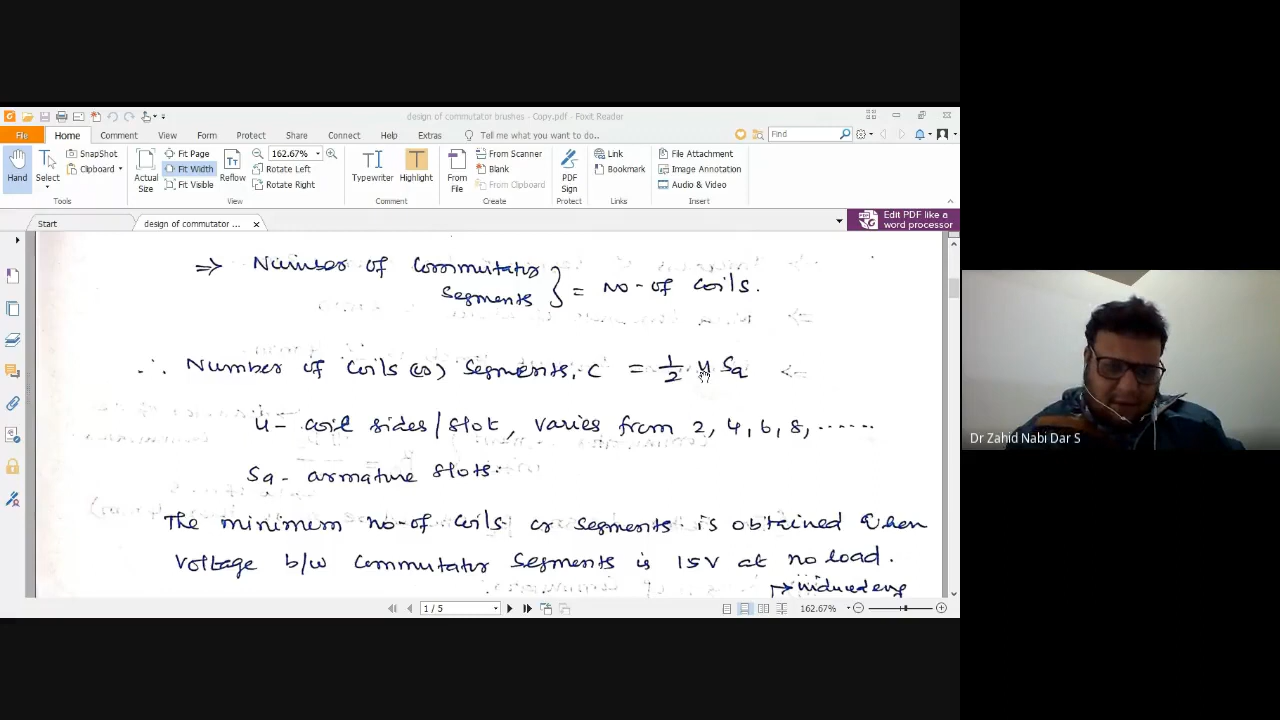 design of commutator brushes - Copy.pdf - Foxit Reader
File Home Comment View Form Protect Share Connect Help Extras Tell me what you want to do.. Find
SnapShot
Clipboard
Hand Select
Tools
Actual Size
Fit Page
Fit Width
Fit Visible
Reflow
162.67%
Rotate Left
Rotate Right
View
Typewriter Highlight
Comment
From File
From Scanner
Blank
From Clipboard
Create
PDF Sign
Protect
Link
Bookmark
Links
File Attachment
Image Annotation
Audio & Video
Insert
Start design of commutator ...
Edit PDF like a
word processor
⇒ Number of Commutator
Segments } = No-of coils.
∴ Number of coils (or) Segments, C = 1/2 u Sa
u - coil sides/slot, varies from 2, 4, 6, 8, ......
Sa - armature slots.
The minimum no-of coils or segments is obtained when
voltage b/w commutator Segments is 15V at no load.
→ induced emf
1 / 5
162.67%
Dr Zahid Nabi Dar S